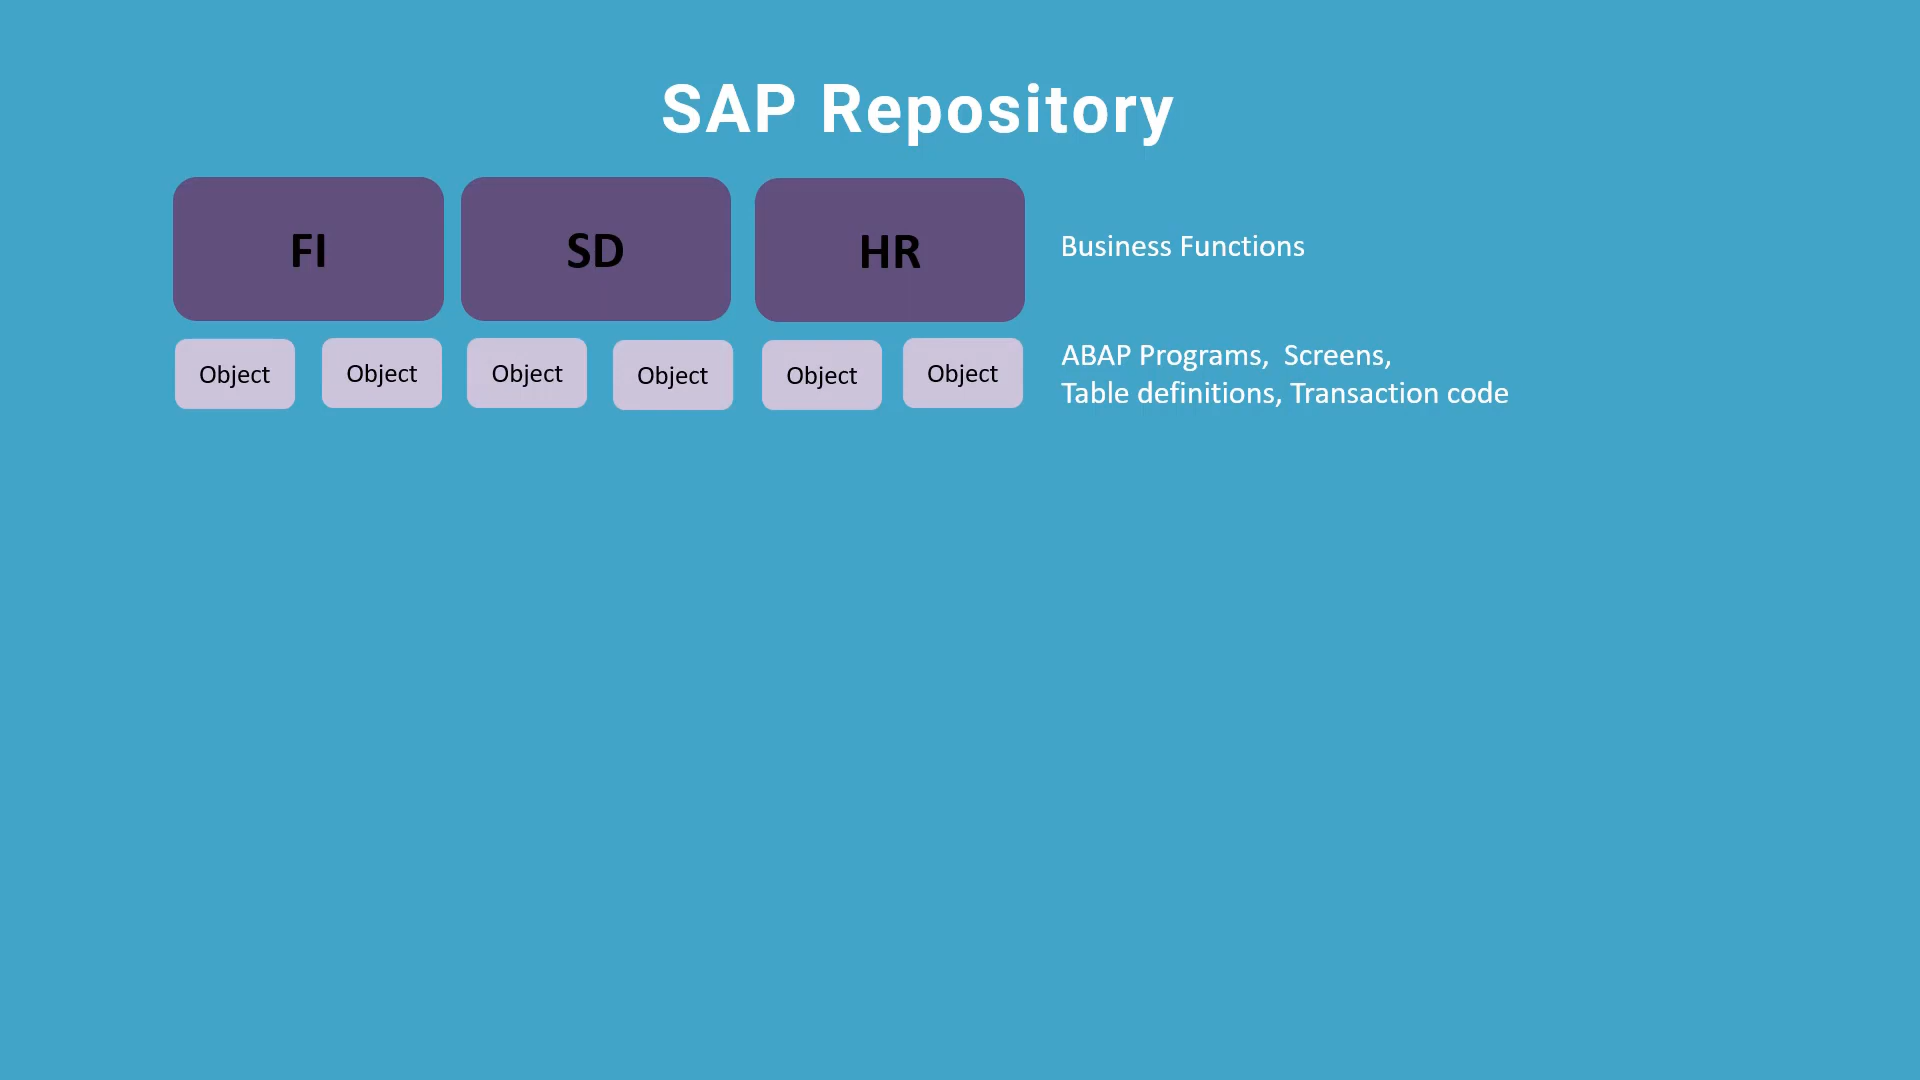 SAP Repository
FI
SD
HR
Business Functions
Object
Object
Object
Object
Object
Object
ABAP Programs,  Screens,
Table definitions, Transaction code